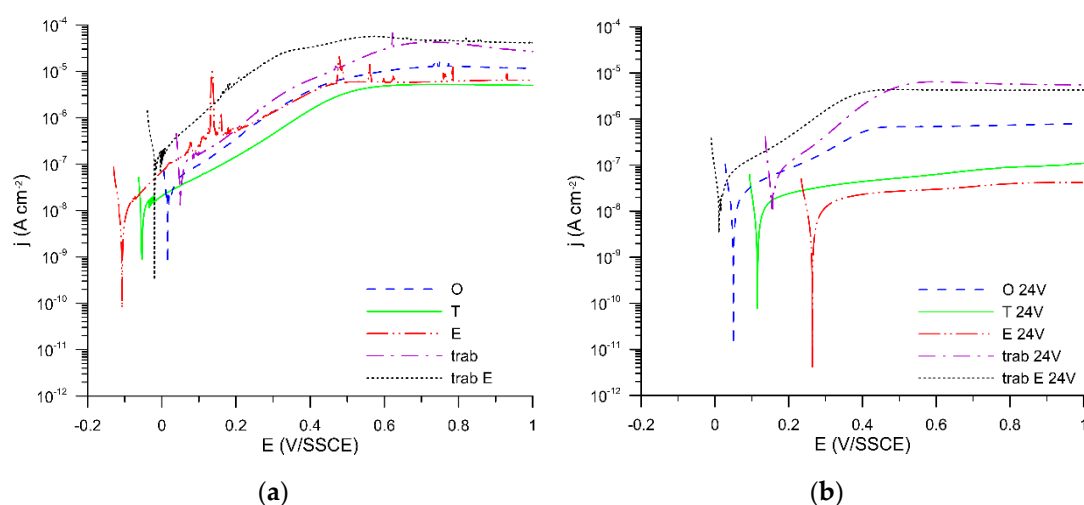 10⁻⁴
10⁻⁵
10⁻⁶
10⁻⁷
10⁻⁸
10⁻⁹
10⁻¹⁰
10⁻¹¹
10⁻¹²
j (A cm⁻²)
O
T
E
trab
trab E
-0.2 0 0.2 0.4 0.6 0.8 1
E (V/SSCE)
(a)
10⁻⁴
10⁻⁵
10⁻⁶
10⁻⁷
10⁻⁸
10⁻⁹
10⁻¹⁰
10⁻¹¹
10⁻¹²
j (A cm⁻²)
O 24V
T 24V
E 24V
trab 24V
trab E 24V
-0.2 0 0.2 0.4 0.6 0.8 1
E (V/SSCE)
(b)